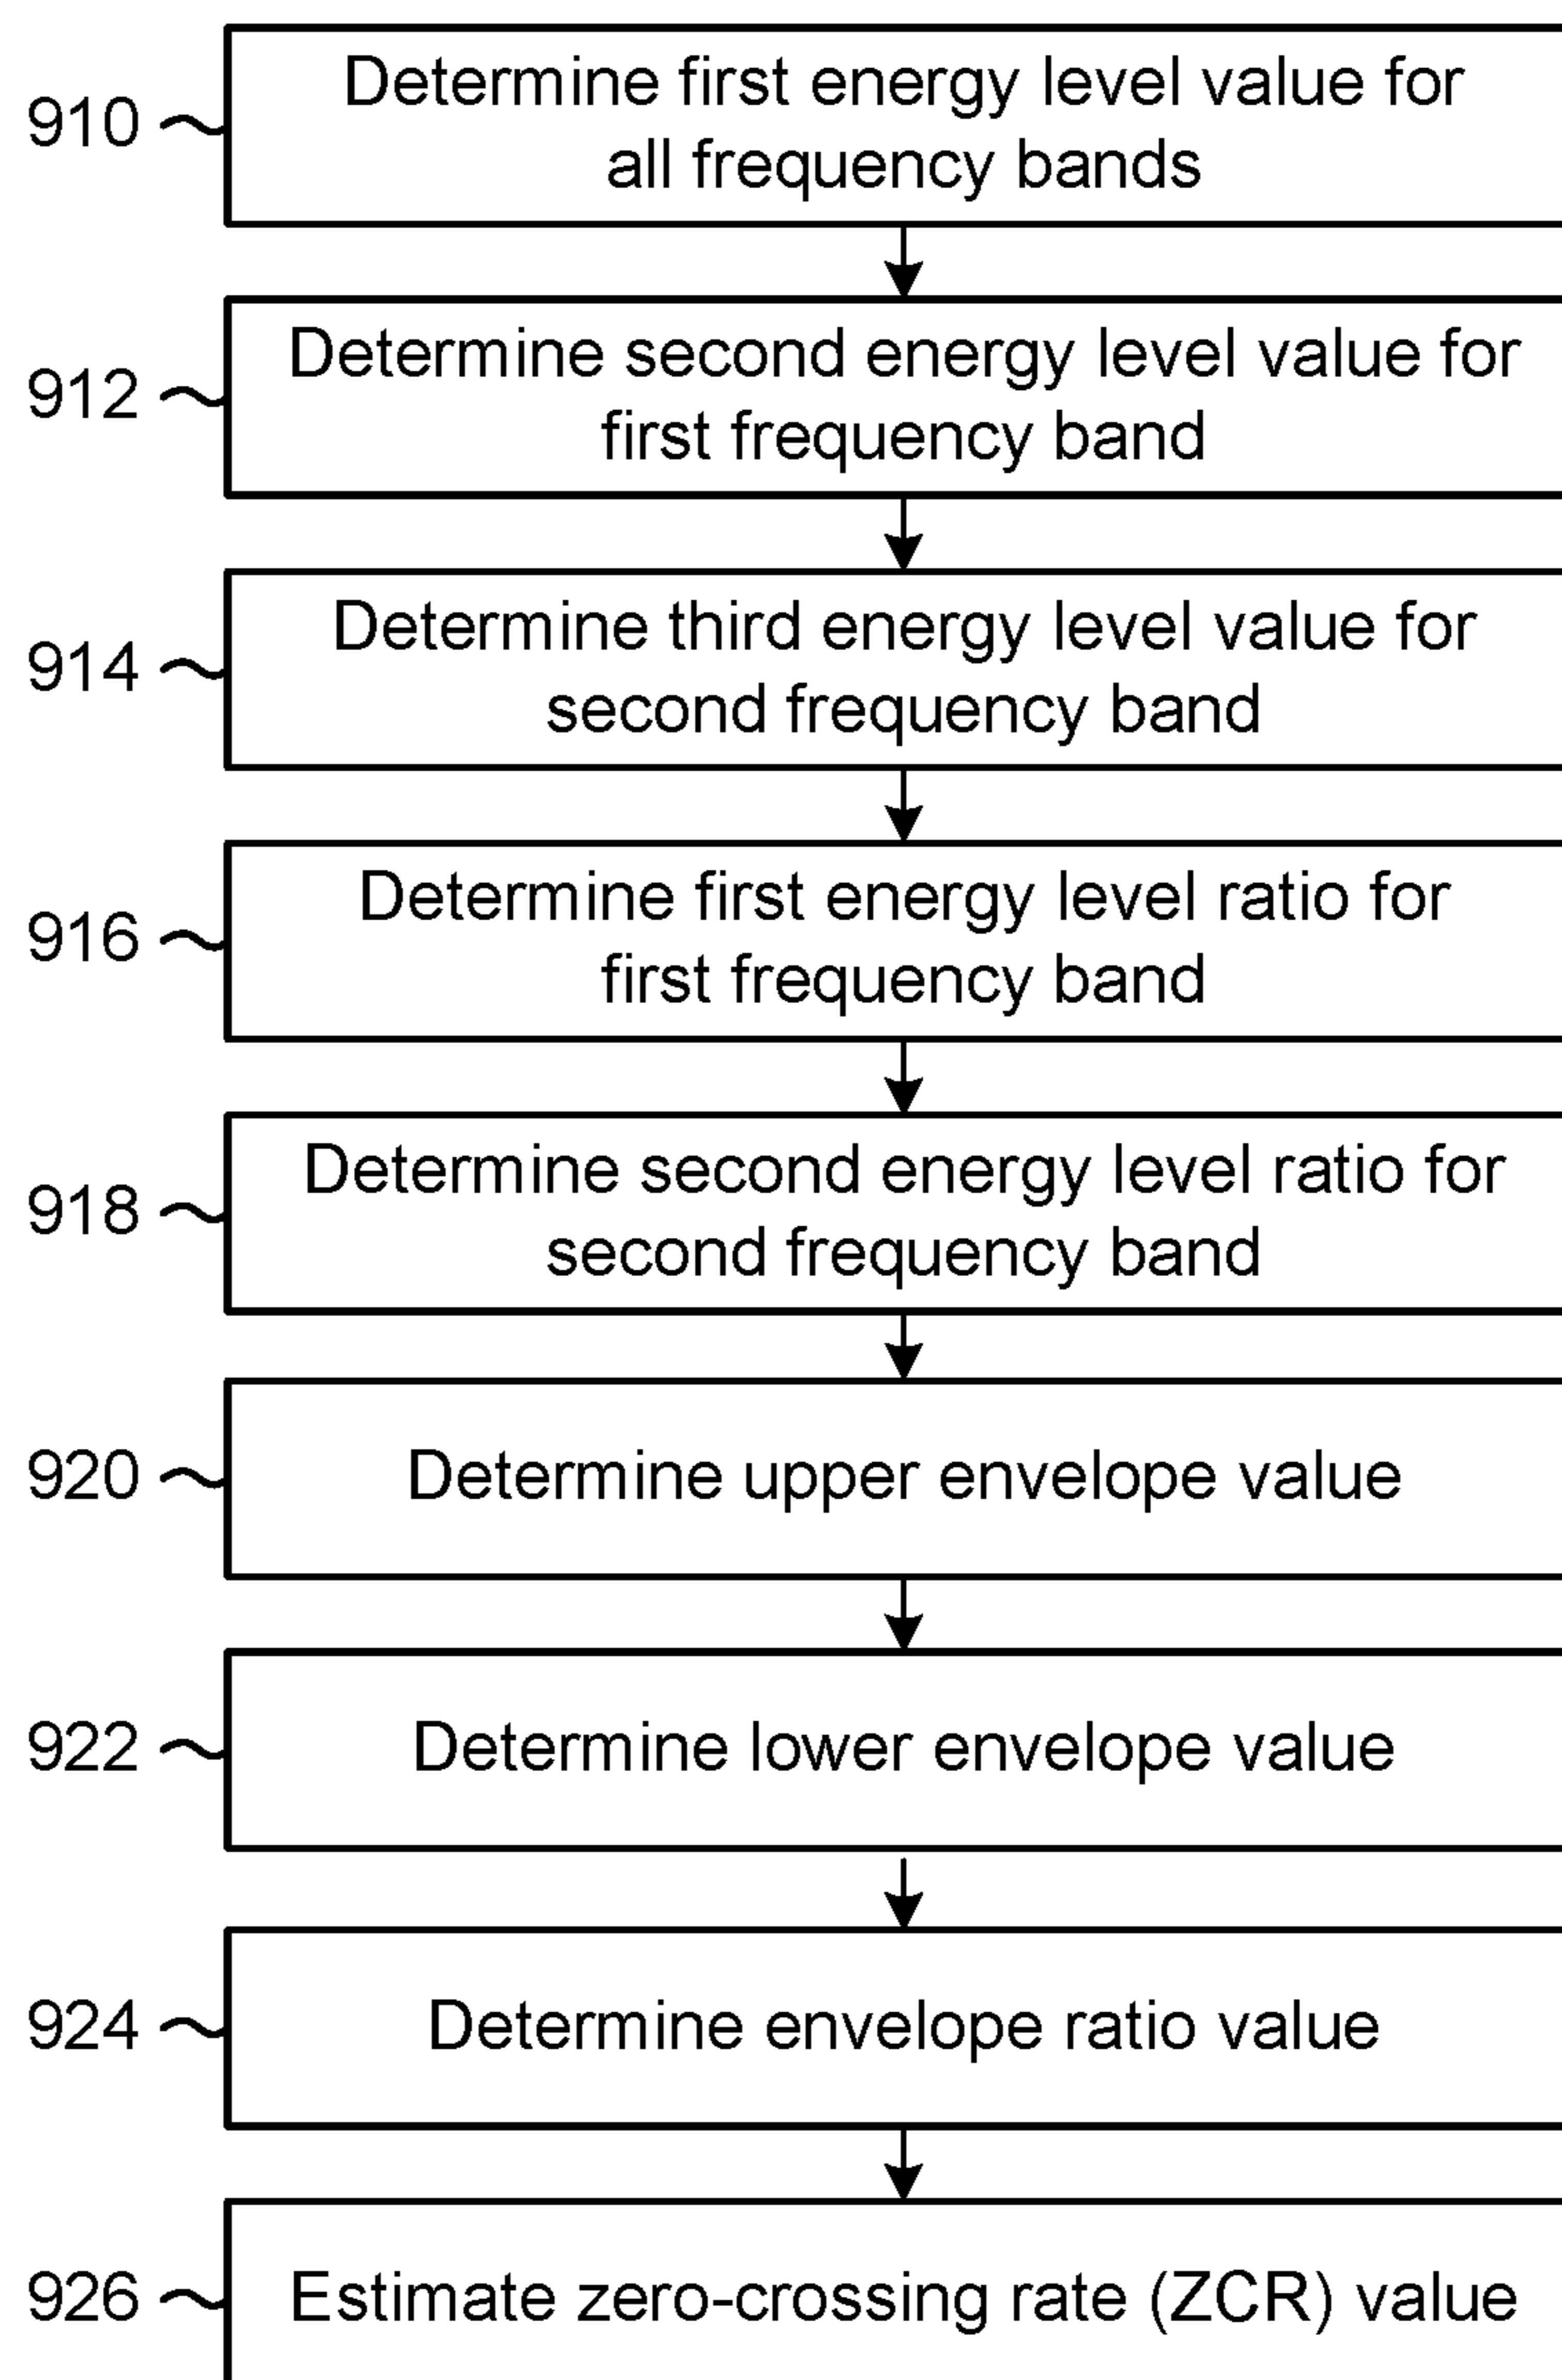 910
Determine first energy level value for
all frequency bands
912
Determine second energy level value for
first frequency band
914
Determine third energy level value for
second frequency band
916
Determine first energy level ratio for
first frequency band
918
Determine second energy level ratio for
second frequency band
920
Determine upper envelope value
922
Determine lower envelope value
924
Determine envelope ratio value
926
Estimate zero-crossing rate (ZCR) value